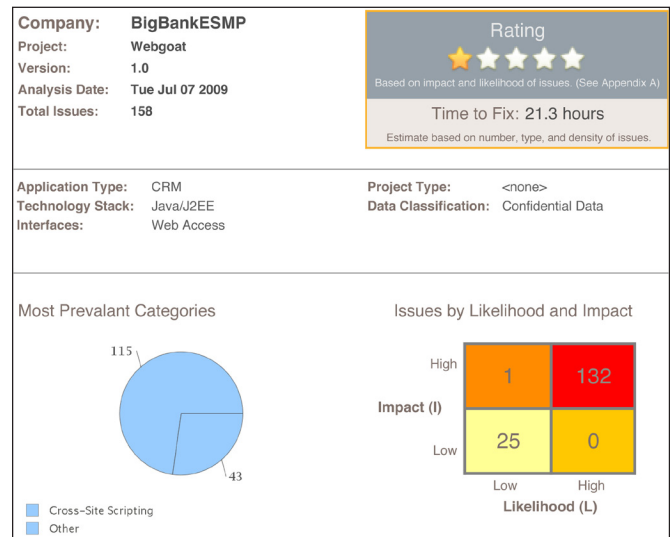 Company: BigBankESMP
Project: Webgoat
Version: 1.0
Analysis Date: Tue Jul 07 2009
Total Issues: 158
Rating
Based on impact and likelihood of issues. (See Appendix A)
Time to Fix: 21.3 hours
Estimate based on number, type, and density of issues.
Application Type: CRM
Technology Stack: Java/J2EE
Interfaces: Web Access
Project Type: <none>
Data Classification: Confidential Data
Most Prevalant Categories
115
43
Cross-Site Scripting
Other
Issues by Likelihood and Impact
High
1 132
Impact (I)
Low
25 0
Low High
Likelihood (L)